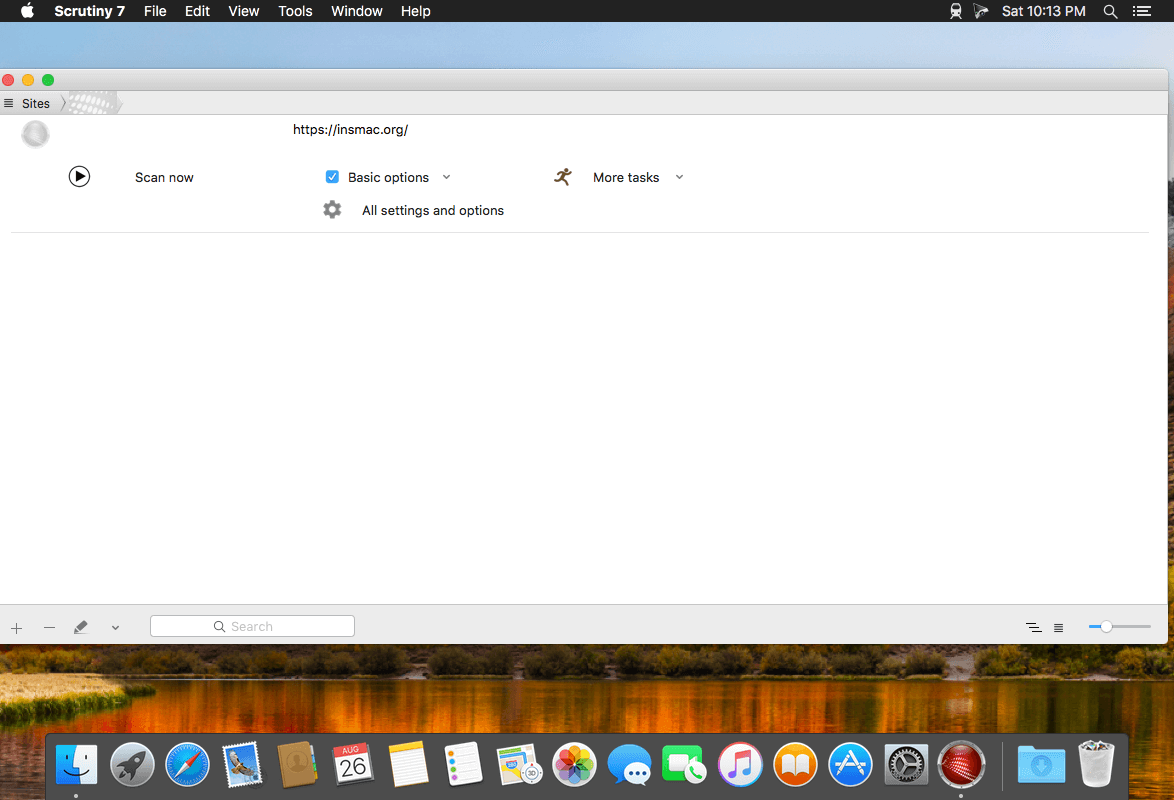 Scrutiny 7 File Edit View Tools Window Help Sat 10:13 PM
Sites
https://insmac.org/
Scan now Basic options More tasks
All settings and options
Search
AUG
26
3D